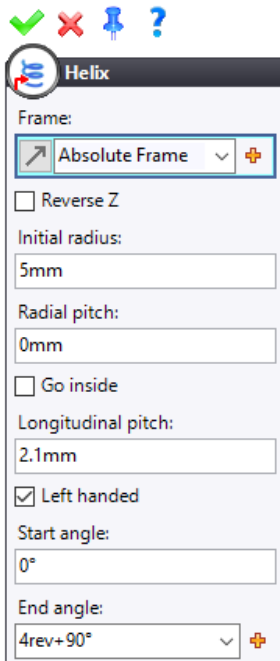 ?
Helix
Frame:
Absolute Frame
Reverse Z
Initial radius:
5mm
Radial pitch:
0mm
Go inside
Longitudinal pitch:
2.1mm
Left handed
Start angle:
0°
End angle:
4rev+90°